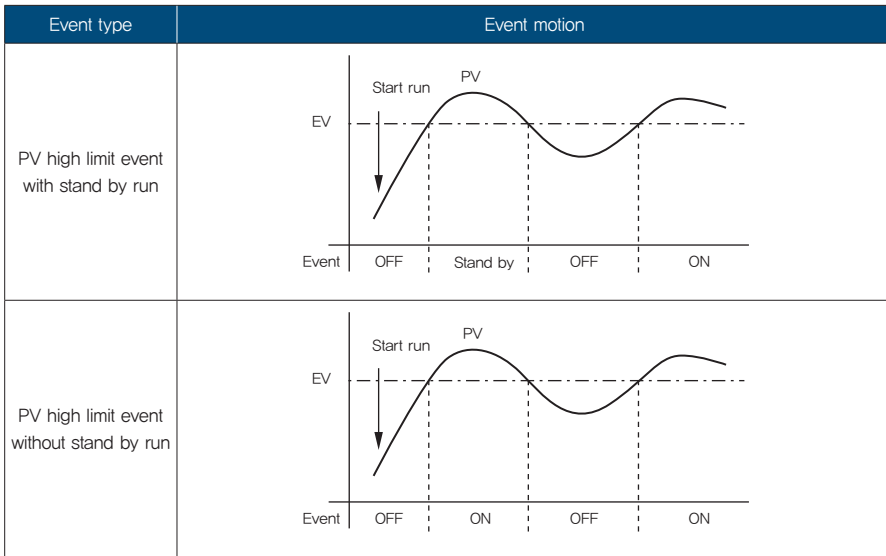 Event type Event motion
PV high limit event
with stand by run
Start run PV
EV
Event OFF Stand by OFF ON
PV high limit event
without stand by run
Start run PV
EV
Event OFF ON OFF ON